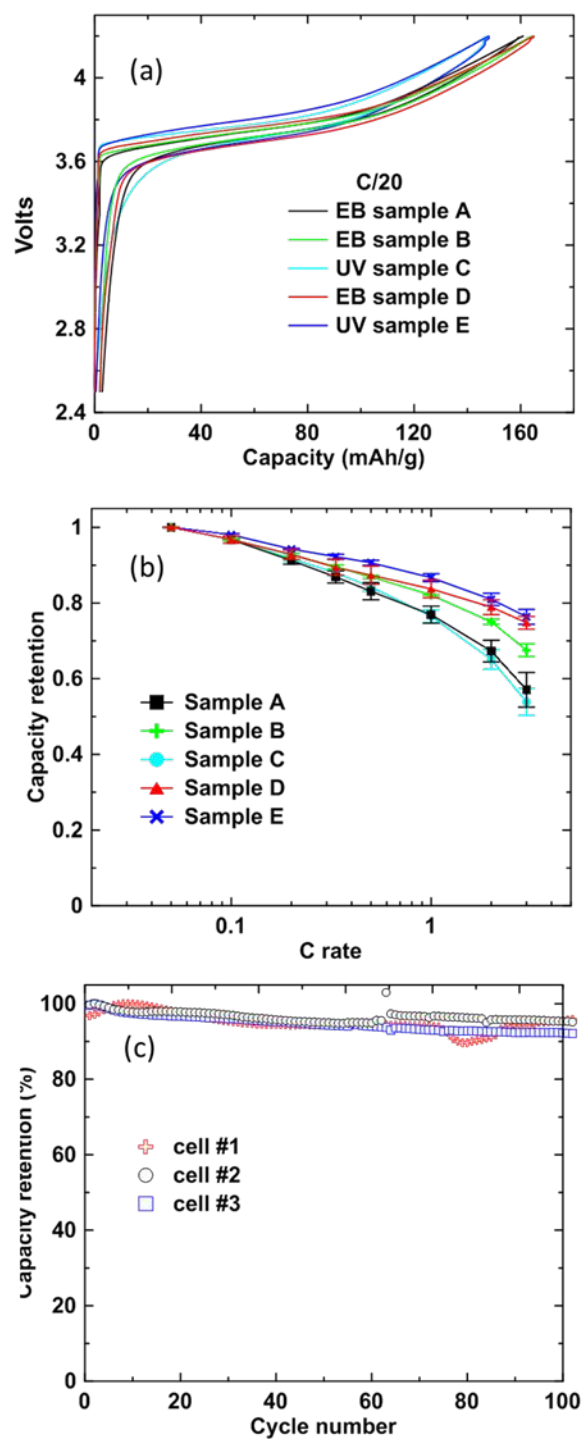 (a)
4
3.6
3.2
2.8
2.4
Volts
C/20
EB sample A
EB sample B
UV sample C
EB sample D
UV sample E
0 40 80 120 160
Capacity (mAh/g)
(b)
1
0.8
0.6
0.4
0.2
0
Capacity retention
Sample A
Sample B
Sample C
Sample D
Sample E
0.1 1
C rate
(c)
100
80
60
40
20
0
Capacity retention (%)
cell #1
cell #2
cell #3
0 20 40 60 80 100
Cycle number